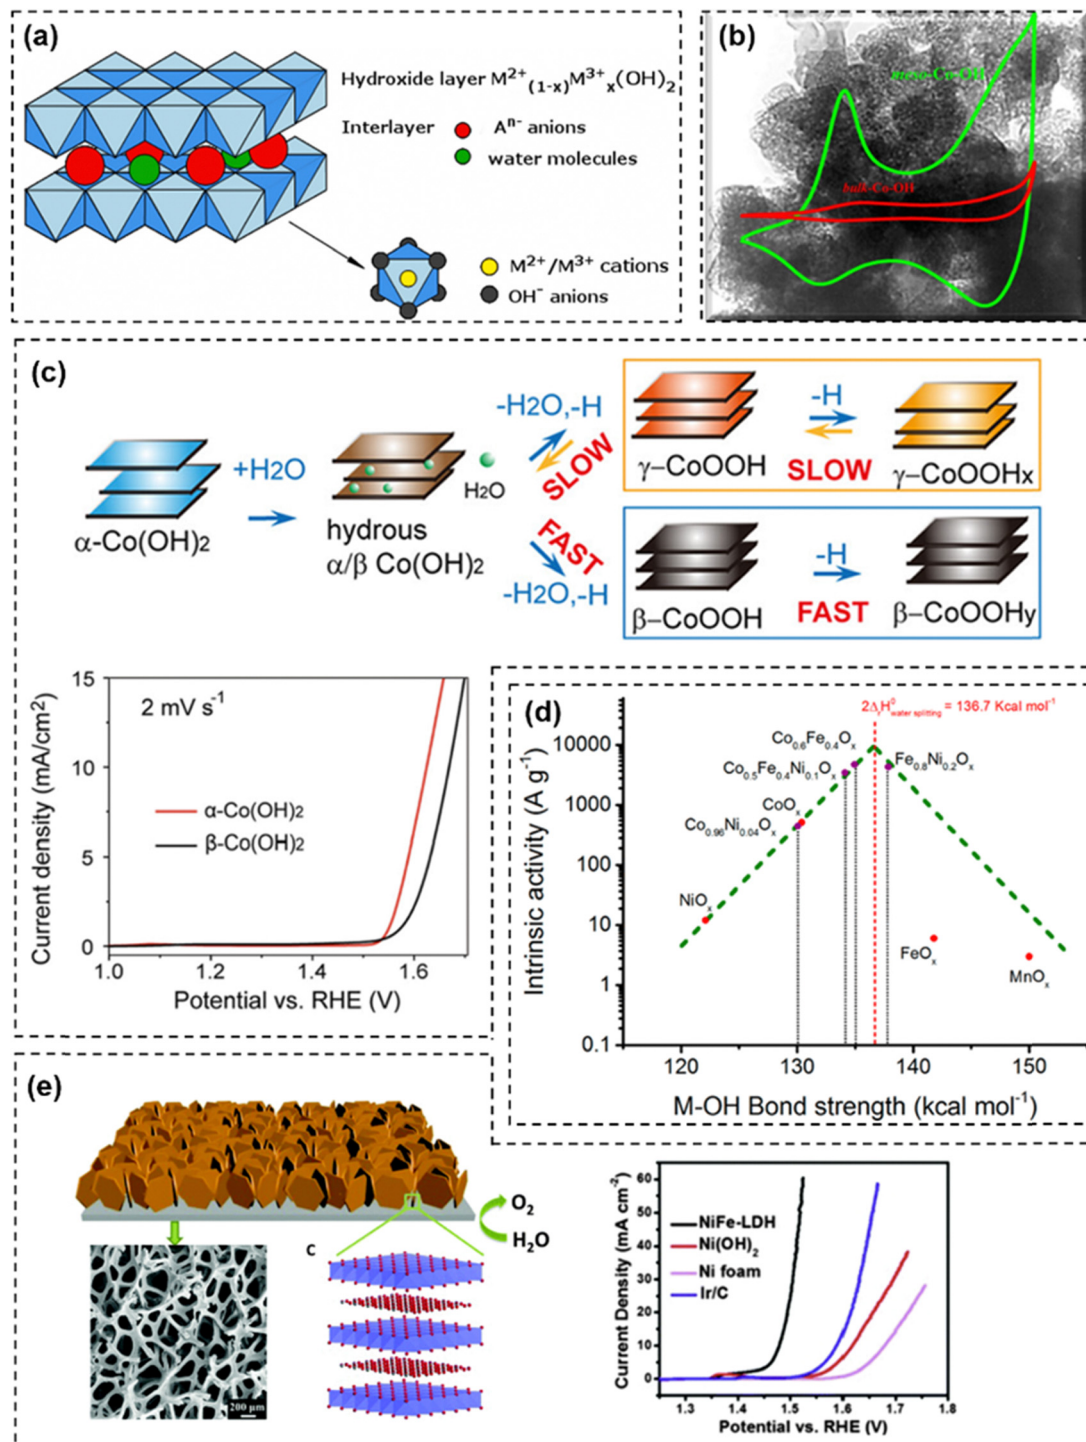 (a)
Hydroxide layer M²⁺₍₁₋ₓ₎M³⁺ₓ(OH)₂
Interlayer
Aⁿ⁻ anions
water molecules
M²⁺/M³⁺ cations
OH⁻ anions
(b)
meso-Co-OH
bulk-Co-OH
(c)
α-Co(OH)2
+H2O
hydrous
α/β Co(OH)2
H2O
-H2O,-H
SLOW
FAST
-H2O,-H
γ-CoOOH
-H
SLOW
γ-CoOOHx
β-CoOOH
-H
FAST
β-CoOOHy
Current density (mA/cm2)
15
10
5
0
2 mV s⁻¹
α-Co(OH)2
β-Co(OH)2
1.0
1.2
1.4
1.6
Potential vs. RHE (V)
(d)
2ΔᵣH⁰ water splitting = 136.7 Kcal mol⁻¹
Intrinsic activity (A g⁻¹)
10000
1000
100
10
1
0.1
Co₀.₆Fe₀.₄Oₓ
Co₀.₅Fe₀.₄Ni₀.₁Oₓ
Fe₀.₈Ni₀.₂Oₓ
CoOₓ
Co₀.₉₆Ni₀.₀₄Oₓ
NiOₓ
FeOₓ
MnOₓ
120
130
140
150
M-OH Bond strength (kcal mol⁻¹)
(e)
O₂
H₂O
200 μm
c
Current Density (mA cm⁻²)
60
50
40
30
20
10
0
NiFe-LDH
Ni(OH)₂
Ni foam
Ir/C
1.3
1.4
1.5
1.6
1.7
1.8
Potential vs. RHE (V)